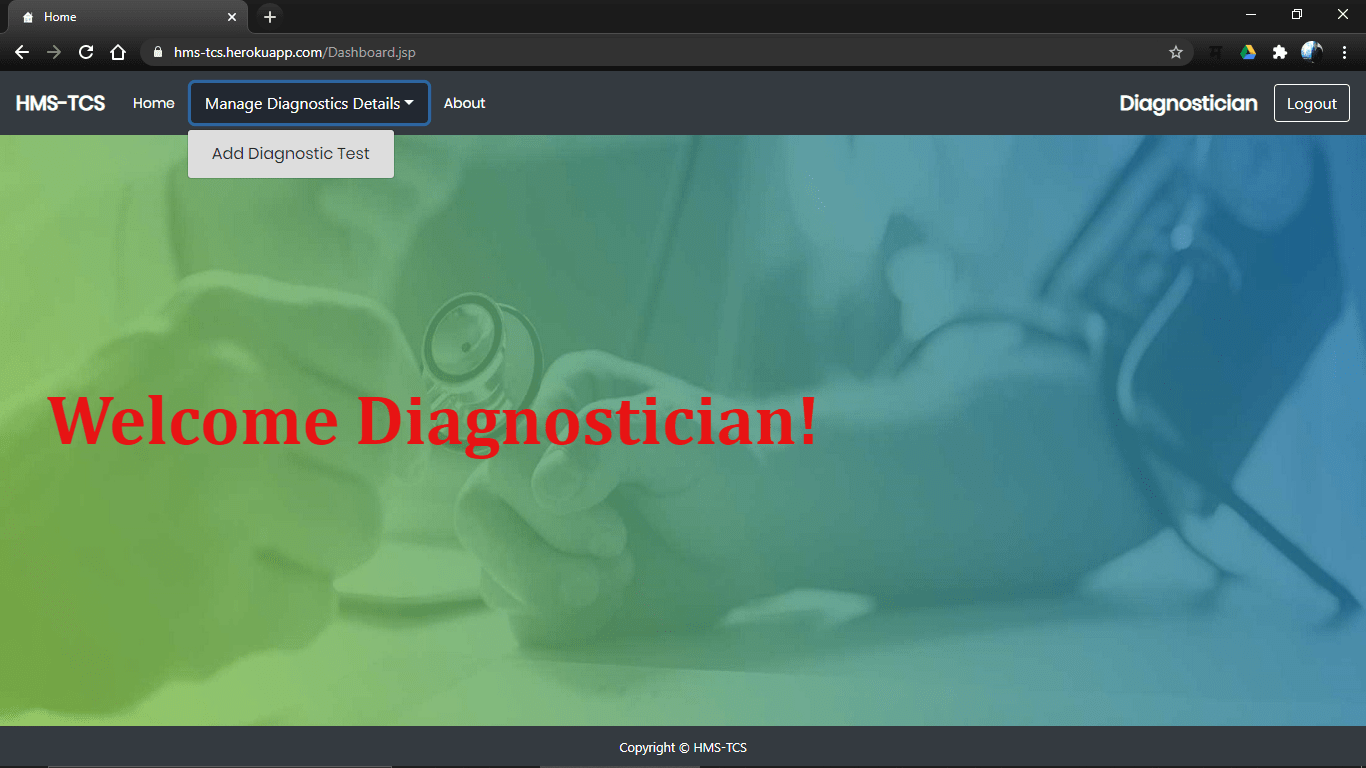 Home
hms-tcs.herokuapp.com/Dashboard.jsp
HMS-TCS Home Manage Diagnostics Details About Diagnostician Logout
Add Diagnostic Test
Welcome Diagnostician!
Copyright © HMS-TCS